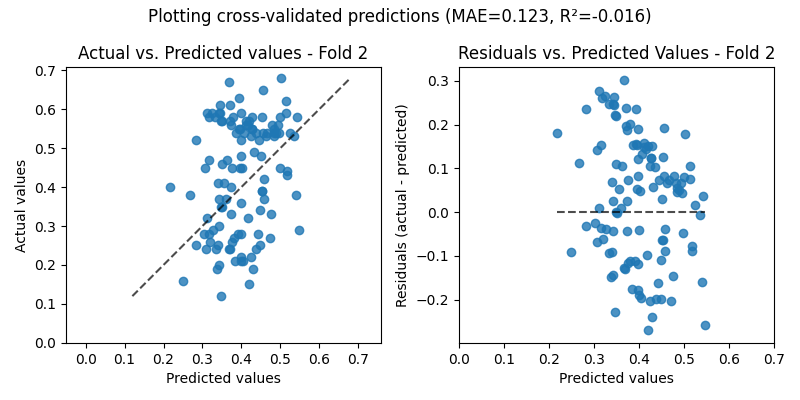 Plotting cross-validated predictions (MAE=0.123, R²=-0.016)
Actual vs. Predicted values - Fold 2
Actual values
0.7
0.6
0.5
0.4
0.3
0.2
0.1
0.0
0.0 0.1 0.2 0.3 0.4 0.5 0.6 0.7
Predicted values
Residuals vs. Predicted Values - Fold 2
Residuals (actual - predicted)
0.3
0.2
0.1
0.0
−0.1
−0.2
0.0 0.1 0.2 0.3 0.4 0.5 0.6 0.7
Predicted values